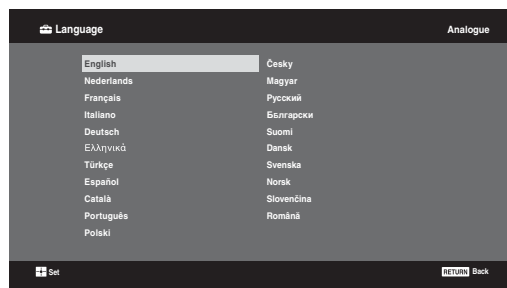 Language
Analogue
English
Nederlands
Français
Italiano
Deutsch
Ελληνικά
Türkçe
Español
Català
Português
Polski
Česky
Magyar
Русский
Български
Suomi
Dansk
Svenska
Norsk
Slovenčina
Română
Set
RETURN Back